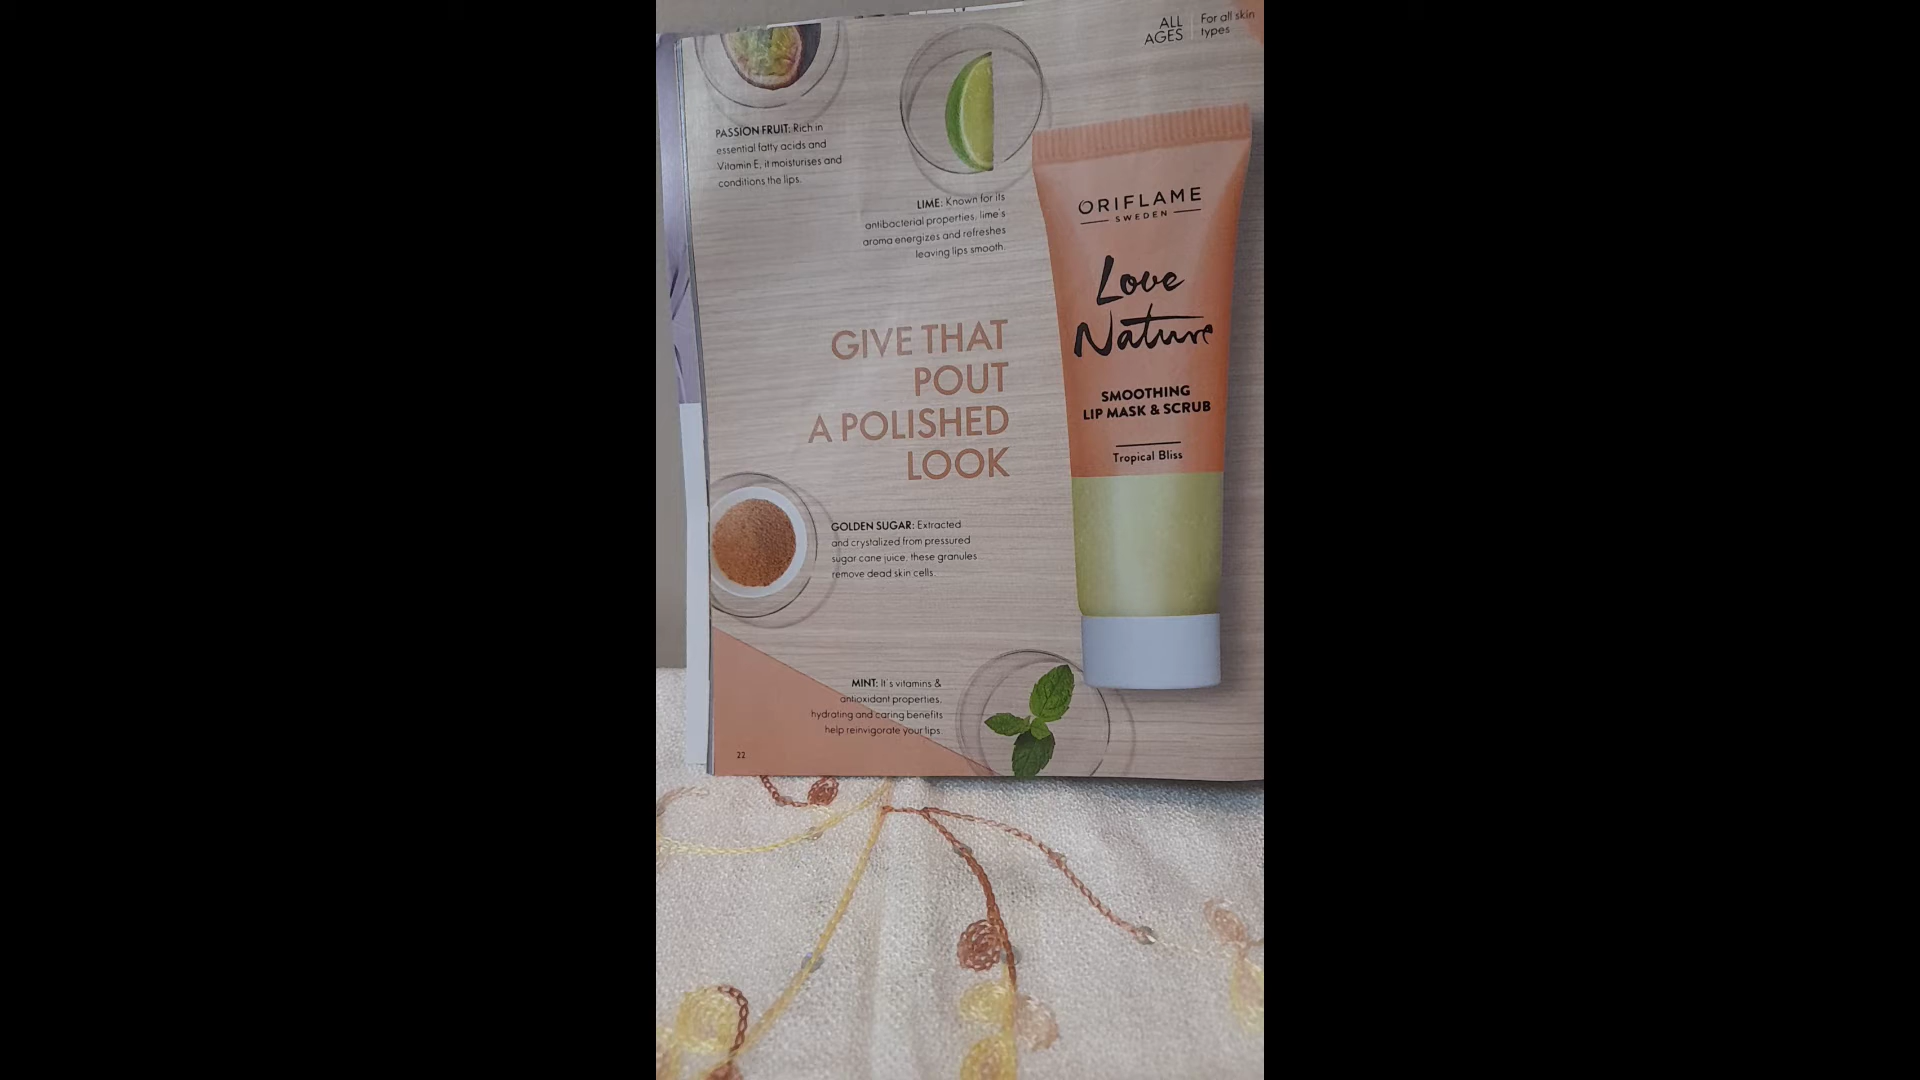 ALL
AGES
For all skin
types
PASSION FRUIT: Rich in
essential fatty acids and
Vitamin E, it moisturises and
conditions the lips.
LIME: Known for its
antibacterial properties, lime's
aroma energizes and refreshes
leaving lips smooth.
ORIFLAME
SWEDEN
Love
Nature
SMOOTHING
LIP MASK & SCRUB
Tropical Bliss
GIVE THAT
POUT
A POLISHED
LOOK
GOLDEN SUGAR: Extracted
and crystalized from pressured
sugar cane juice, these granules
remove dead skin cells.
MINT: It's vitamins &
antioxidant properties,
hydrating and caring benefits
help reinvigorate your lips
22